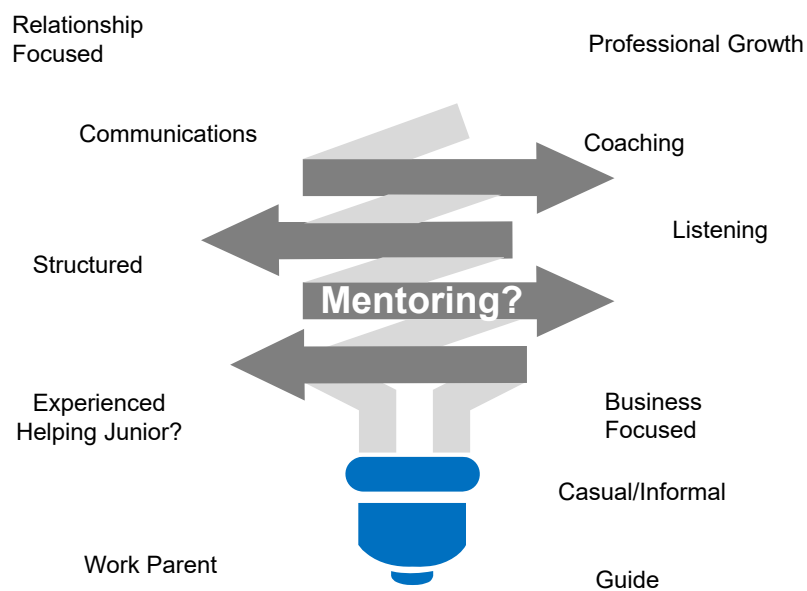 Relationship
Focused
Professional Growth
Communications
Coaching
Listening
Structured
Mentoring?
Experienced
Helping Junior?
Business
Focused
Casual/Informal
Work Parent
Guide